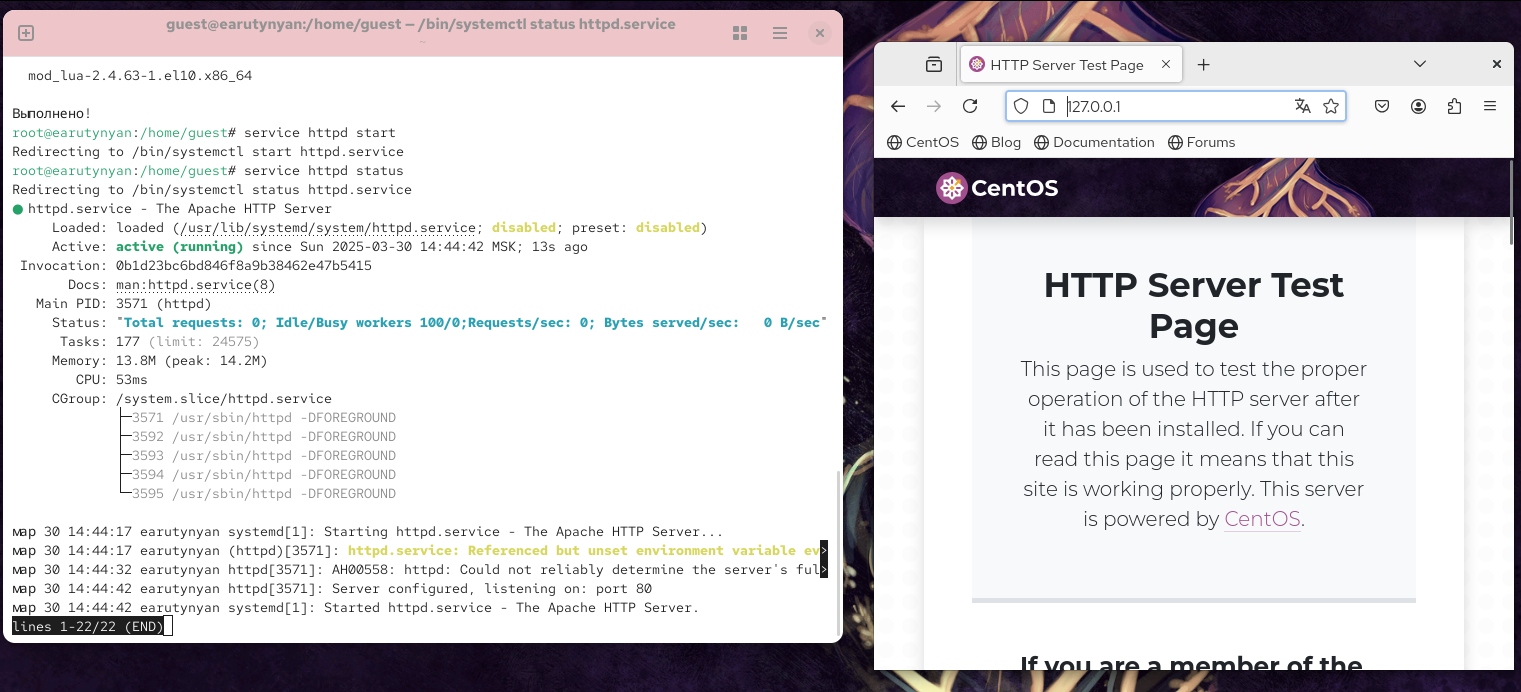 guest@earutynyan:/home/guest — /bin/systemctl status httpd.service
mod_lua-2.4.63-1.el10.x86_64
Выполнено!
root@earutynyan:/home/guest# service httpd start
Redirecting to /bin/systemctl start httpd.service
root@earutynyan:/home/guest# service httpd status
Redirecting to /bin/systemctl status httpd.service
● httpd.service - The Apache HTTP Server
Loaded: loaded (/usr/lib/systemd/system/httpd.service; disabled; preset: disabled)
Active: active (running) since Sun 2025-03-30 14:44:42 MSK; 13s ago
Invocation: 0b1d23bc6bd846f8a9b38462e47b5415
Docs: man:httpd.service(8)
Main PID: 3571 (httpd)
Status: "Total requests: 0; Idle/Busy workers 100/0;Requests/sec: 0; Bytes served/sec:   0 B/sec"
Tasks: 177 (limit: 24575)
Memory: 13.8M (peak: 14.2M)
CPU: 53ms
CGroup: /system.slice/httpd.service
├─3571 /usr/sbin/httpd -DFOREGROUND
├─3592 /usr/sbin/httpd -DFOREGROUND
├─3593 /usr/sbin/httpd -DFOREGROUND
├─3594 /usr/sbin/httpd -DFOREGROUND
└─3595 /usr/sbin/httpd -DFOREGROUND
мар 30 14:44:17 earutynyan systemd[1]: Starting httpd.service - The Apache HTTP Server...
мар 30 14:44:17 earutynyan (httpd)[3571]: httpd.service: Referenced but unset environment variable ev>
мар 30 14:44:32 earutynyan httpd[3571]: AH00558: httpd: Could not reliably determine the server's ful>
мар 30 14:44:42 earutynyan httpd[3571]: Server configured, listening on: port 80
мар 30 14:44:42 earutynyan systemd[1]: Started httpd.service - The Apache HTTP Server.
lines 1-22/22 (END)
HTTP Server Test Page
127.0.0.1
CentOS Blog Documentation Forums
CentOS
HTTP Server Test
Page
This page is used to test the proper
operation of the HTTP server after
it has been installed. If you can
read this page it means that this
site is working properly. This server
is powered by CentOS.
If you are a member of the